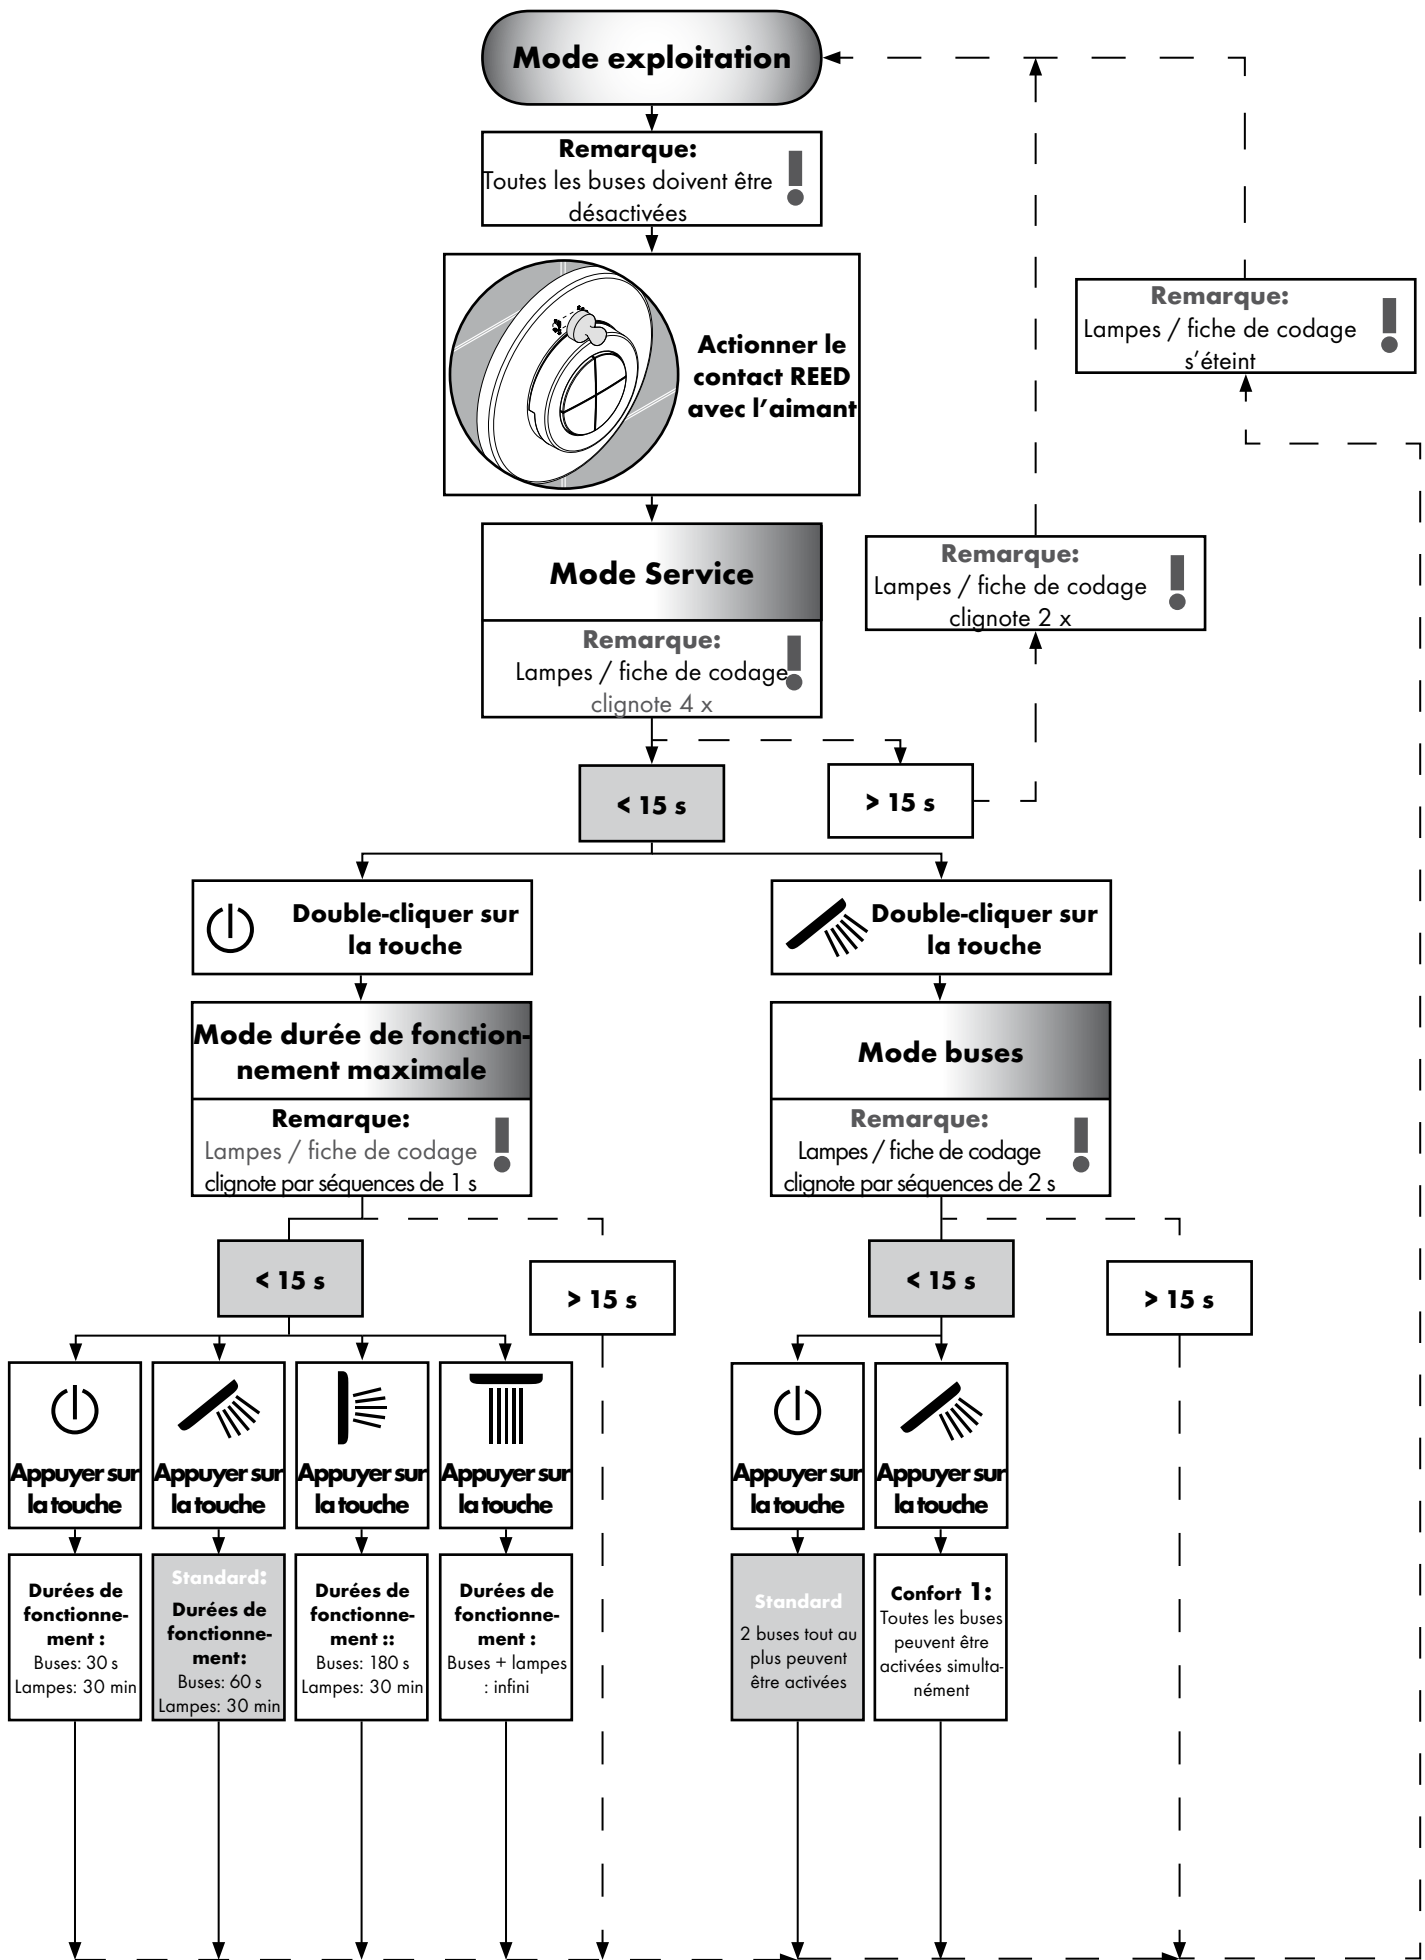 Mode exploitation
Remarque:
Toutes les buses doivent être
désactivées
Actionner le
contact REED
avec l'aimant
Remarque:
Lampes / fiche de codage
s'éteint
Mode Service
Remarque:
Lampes / fiche de codage
clignote 4 x
Remarque:
Lampes / fiche de codage
clignote 2 x
< 15 s
> 15 s
Double-cliquer sur
la touche
Double-cliquer sur
la touche
Mode durée de fonction-
nement maximale
Remarque:
Lampes / fiche de codage
clignote par séquences de 1 s
Mode buses
Remarque:
Lampes / fiche de codage
clignote par séquences de 2 s
< 15 s
> 15 s
< 15 s
> 15 s
Appuyer sur
la touche
Appuyer sur
la touche
Appuyer sur
la touche
Appuyer sur
la touche
Appuyer sur
la touche
Appuyer sur
la touche
Durées de
fonctionne-
ment :
Buses: 30 s
Lampes: 30 min
Standard:
Durées de
fonctionne-
ment:
Buses: 60 s
Lampes: 30 min
Durées de
fonctionne-
ment ::
Buses: 180 s
Lampes: 30 min
Durées de
fonctionne-
ment :
Buses + lampes
: infini
Standard
2 buses tout au
plus peuvent
être activées
Confort 1:
Toutes les buses
peuvent être
activées simulta-
nément